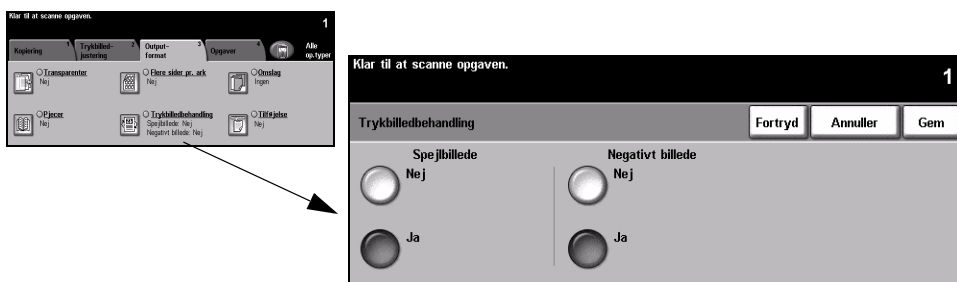 Klar til at scanne opgaven.
1
Kopiering 1
Trykbilled- justering 2
Output- format 3
Opgaver 4
Alle op.typer
Transparenter
Nej
Flere sider pr. ark
Nej
Omslag
Ingen
Pjecer
Nej
Trykbilledbehandling
Spejlbillede: Nej
Negativt billede: Nej
Tilføjelse
Nej
Klar til at scanne opgaven.
1
Trykbilledbehandling
Fortryd
Annuller
Gem
Spejlbillede
Negativt billede
Nej
Nej
Ja
Ja